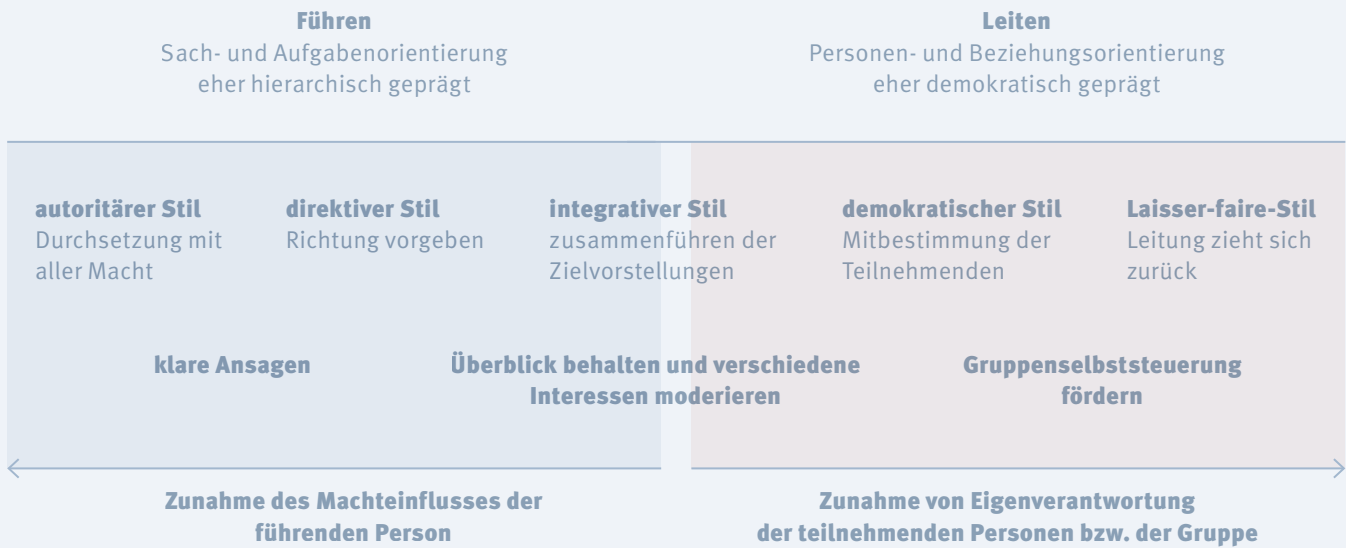 Führen
Sach- und Aufgabenorientierung
eher hierarchisch geprägt
Leiten
Personen- und Beziehungsorientierung
eher demokratisch geprägt
autoritärer Stil
Durchsetzung mit
aller Macht
direktiver Stil
Richtung vorgeben
integrativer Stil
zusammenführen der
Zielvorstellungen
demokratischer Stil
Mitbestimmung der
Teilnehmenden
Laisser-faire-Stil
Leitung zieht sich
zurück
klare Ansagen
Überblick behalten und verschiedene
Interessen moderieren
Gruppenselbststeuerung
fördern
Zunahme des Machteinflusses der
führenden Person
Zunahme von Eigenverantwortung
der teilnehmenden Personen bzw. der Gruppe